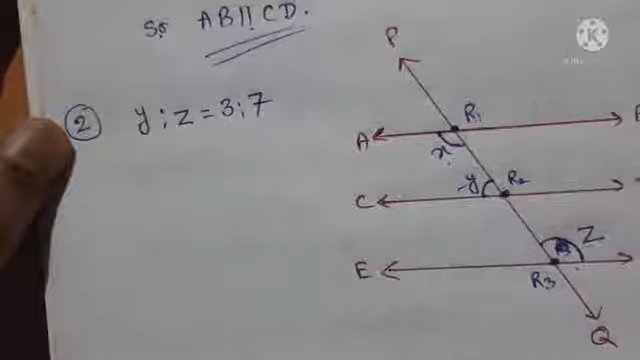 So AB || CD.
② y : z = 3 : 7
P
R₁
A
x
y
R₂
C
Z
E
R₃
Q
K